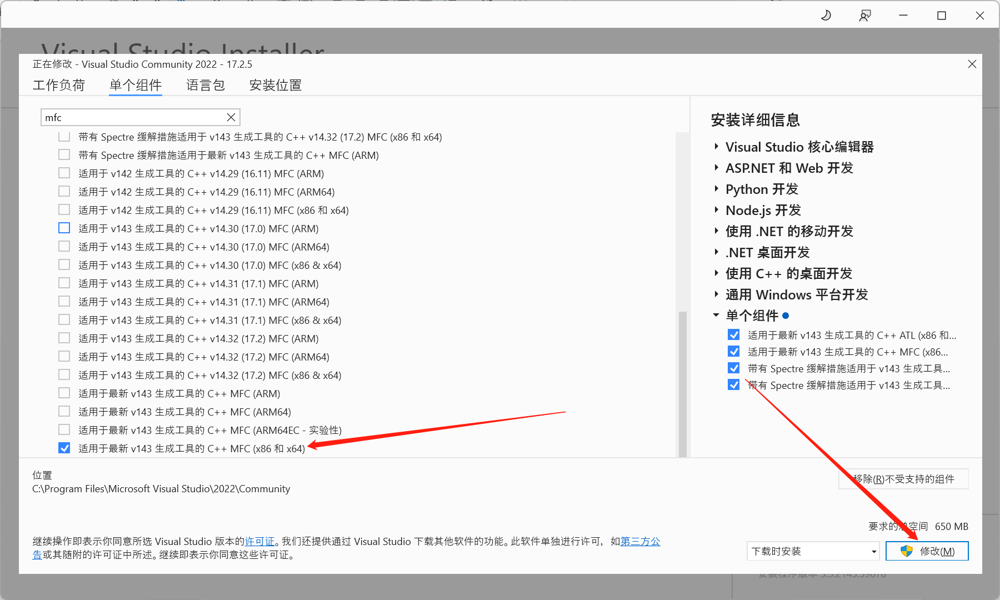 Visual Studio Installer
正在修改 - Visual Studio Community 2022 - 17.2.5
工作负荷 单个组件 语言包 安装位置
mfc
带有 Spectre 缓解措施适用于 v143 生成工具的 C++ v14.32 (17.2) MFC (x86 和 x64)
带有 Spectre 缓解措施适用于最新 v143 生成工具的 C++ MFC (ARM)
适用于 v142 生成工具的 C++ v14.29 (16.11) MFC (ARM)
适用于 v142 生成工具的 C++ v14.29 (16.11) MFC (ARM64)
适用于 v142 生成工具的 C++ v14.29 (16.11) MFC (x86 和 x64)
适用于 v143 生成工具的 C++ v14.30 (17.0) MFC (ARM)
适用于 v143 生成工具的 C++ v14.30 (17.0) MFC (ARM64)
适用于 v143 生成工具的 C++ v14.30 (17.0) MFC (x86 & x64)
适用于 v143 生成工具的 C++ v14.31 (17.1) MFC (ARM)
适用于 v143 生成工具的 C++ v14.31 (17.1) MFC (ARM64)
适用于 v143 生成工具的 C++ v14.31 (17.1) MFC (x86 & x64)
适用于 v143 生成工具的 C++ v14.32 (17.2) MFC (ARM)
适用于 v143 生成工具的 C++ v14.32 (17.2) MFC (ARM64)
适用于 v143 生成工具的 C++ v14.32 (17.2) MFC (x86 & x64)
适用于最新 v143 生成工具的 C++ MFC (ARM)
适用于最新 v143 生成工具的 C++ MFC (ARM64)
适用于最新 v143 生成工具的 C++ MFC (ARM64EC - 实验性)
适用于最新 v143 生成工具的 C++ MFC (x86 和 x64)
安装详细信息
Visual Studio 核心编辑器
ASP.NET 和 Web 开发
Python 开发
Node.js 开发
使用 .NET 的移动开发
.NET 桌面开发
使用 C++ 的桌面开发
通用 Windows 平台开发
单个组件
适用于最新 v143 生成工具的 C++ ATL (x86 和...
适用于最新 v143 生成工具的 C++ MFC (x86...
带有 Spectre 缓解措施适用于 v143 生成工具...
带有 Spectre 缓解措施适用于 v143 生成工具...
位置
C:\Program Files\Microsoft Visual Studio\2022\Community
移除(R)不受支持的组件
要求的总空间 650 MB
继续操作即表示你同意所选 Visual Studio 版本的许可证。我们还提供通过 Visual Studio 下载其他软件的功能。此软件单独进行许可，如第三方公
告或其随附的许可证中所述。继续即表示你同意这些许可证。
下载时安装
修改(M)